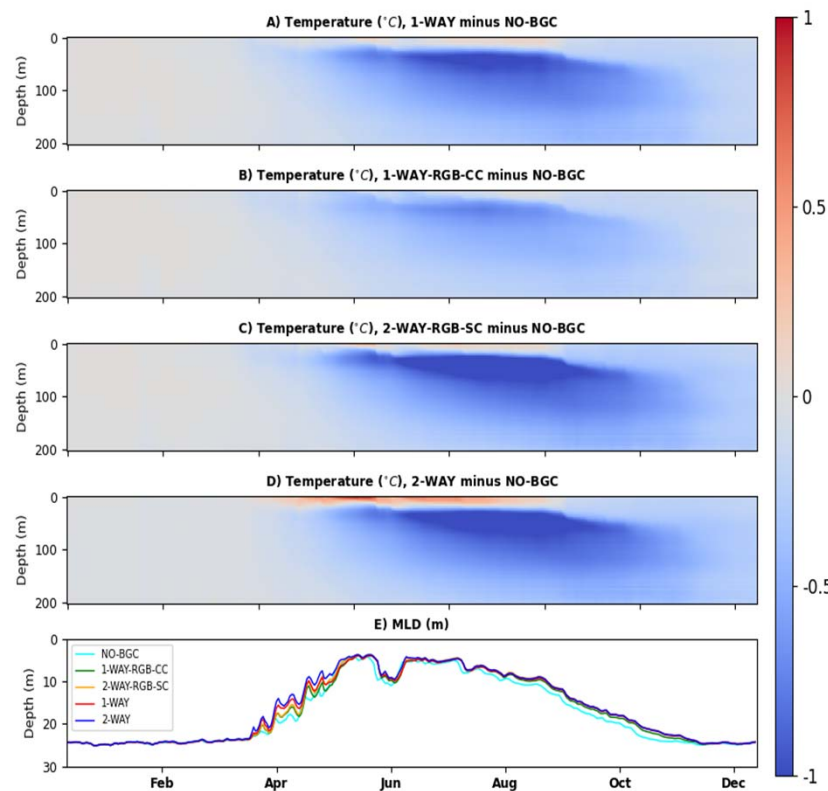 A) Temperature (°C), 1-WAY minus NO-BGC
0
100
200
Depth (m)
B) Temperature (°C), 1-WAY-RGB-CC minus NO-BGC
0
100
200
Depth (m)
C) Temperature (°C), 2-WAY-RGB-SC minus NO-BGC
0
100
200
Depth (m)
D) Temperature (°C), 2-WAY minus NO-BGC
0
100
200
Depth (m)
E) MLD (m)
0
10
20
30
Depth (m)
NO-BGC
1-WAY-RGB-CC
2-WAY-RGB-SC
1-WAY
2-WAY
Feb Apr Jun Aug Oct Dec
1
0.5
0
-0.5
-1